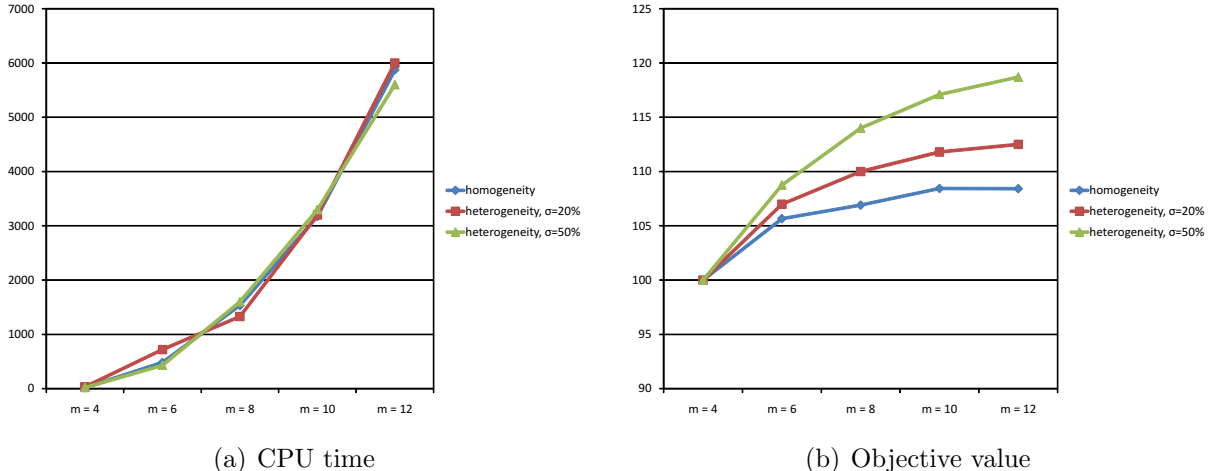 7000
6000
5000
4000
3000
2000
1000
0
m = 4 m = 6 m = 8 m = 10 m = 12
homogeneity
heterogeneity, σ=20%
heterogeneity, σ=50%
(a) CPU time
125
120
115
110
105
100
95
90
m = 4 m = 6 m = 8 m = 10 m = 12
homogeneity
heterogeneity, σ=20%
heterogeneity, σ=50%
(b) Objective value